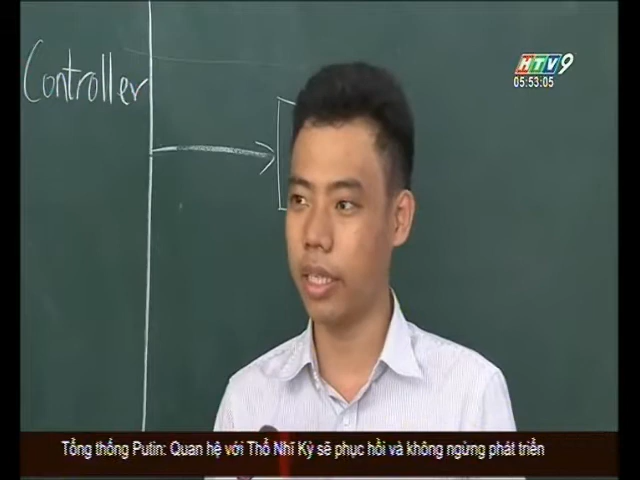 Controller
HTV9
05:53:05
Tổng thống Putin: Quan hệ với Thổ Nhĩ Kỳ sẽ phục hồi và không ngừng phát triển